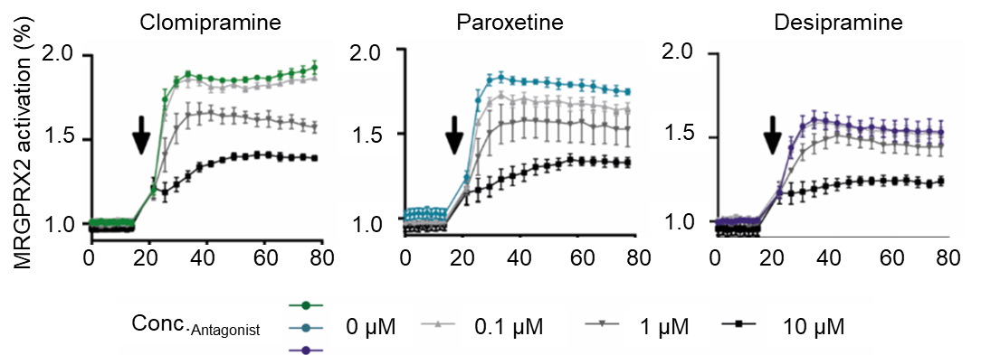 Clomipramine Paroxetine Desipramine
MRGPRX2 activation (%)
2.0 2.0 2.0
1.5 1.5 1.5
1.0 1.0 1.0
0 20 40 60 80 0 20 40 60 80 0 20 40 60 80
Conc.Antagonist 0 μM 0.1 μM 1 μM 10 μM